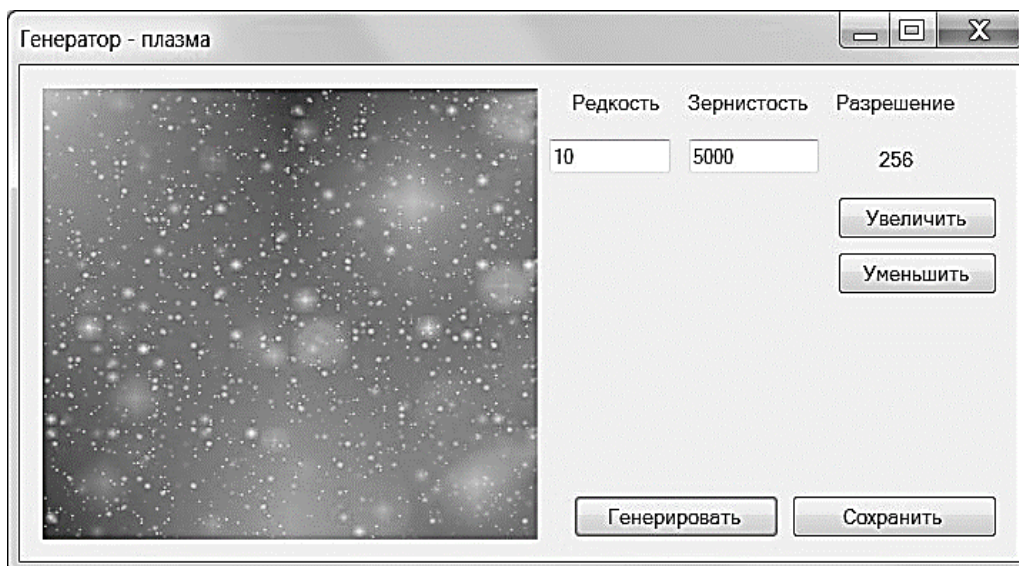 Генератор - плазма
Редкость Зернистость Разрешение
10 5000 256
Увеличить
Уменьшить
Генерировать Сохранить